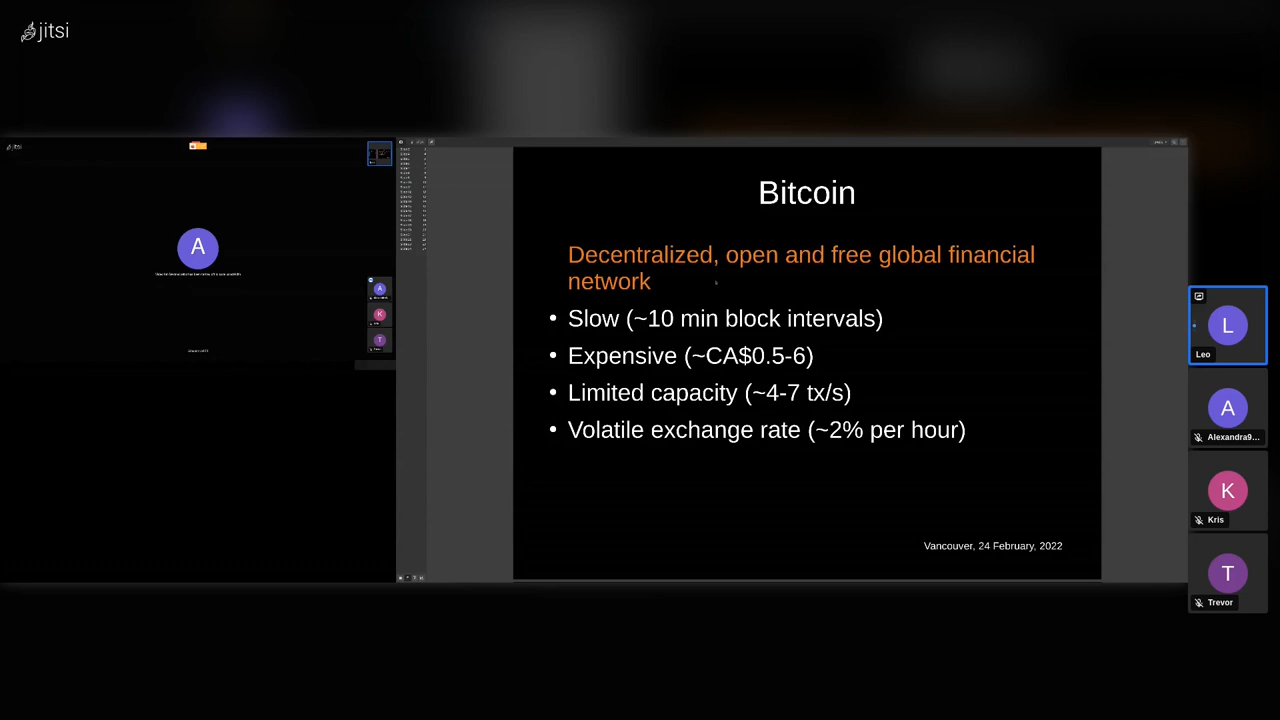 jitsi
jitsi
A
A
K
T
Bitcoin
Decentralized, open and free global financial
network
• Slow (~10 min block intervals)
• Expensive (~CA$0.5-6)
• Limited capacity (~4-7 tx/s)
• Volatile exchange rate (~2% per hour)
Vancouver, 24 February, 2022
L
Leo
A
Alexandra9...
K
Kris
T
Trevor